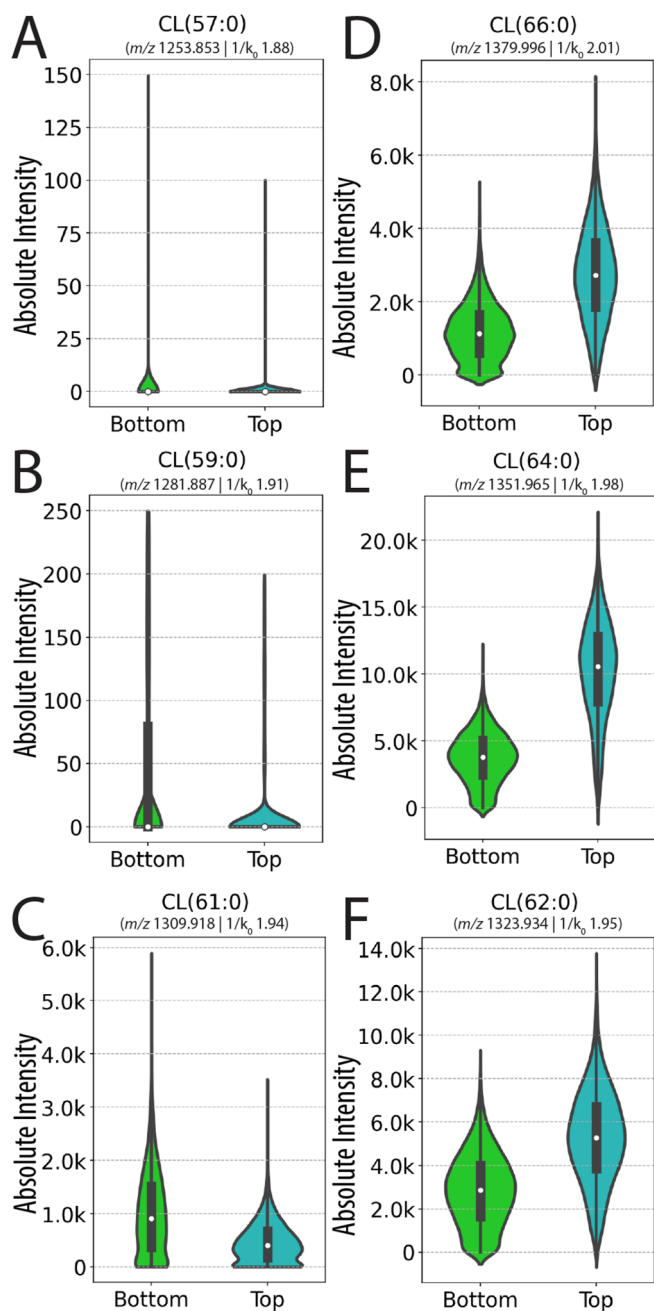 A
CL(57:0)
(m/z 1253.853 | 1/k₀ 1.88)
Absolute Intensity
150
125
100
75
50
25
0
Bottom Top
B
CL(59:0)
(m/z 1281.887 | 1/k₀ 1.91)
Absolute Intensity
250
200
150
100
50
0
Bottom Top
C
CL(61:0)
(m/z 1309.918 | 1/k₀ 1.94)
Absolute Intensity
6.0k
5.0k
4.0k
3.0k
2.0k
1.0k
0
Bottom Top
D
CL(66:0)
(m/z 1379.996 | 1/k₀ 2.01)
Absolute Intensity
8.0k
6.0k
4.0k
2.0k
0
Bottom Top
E
CL(64:0)
(m/z 1351.965 | 1/k₀ 1.98)
Absolute Intensity
20.0k
15.0k
10.0k
5.0k
0
Bottom Top
F
CL(62:0)
(m/z 1323.934 | 1/k₀ 1.95)
Absolute Intensity
14.0k
12.0k
10.0k
8.0k
6.0k
4.0k
2.0k
0
Bottom Top